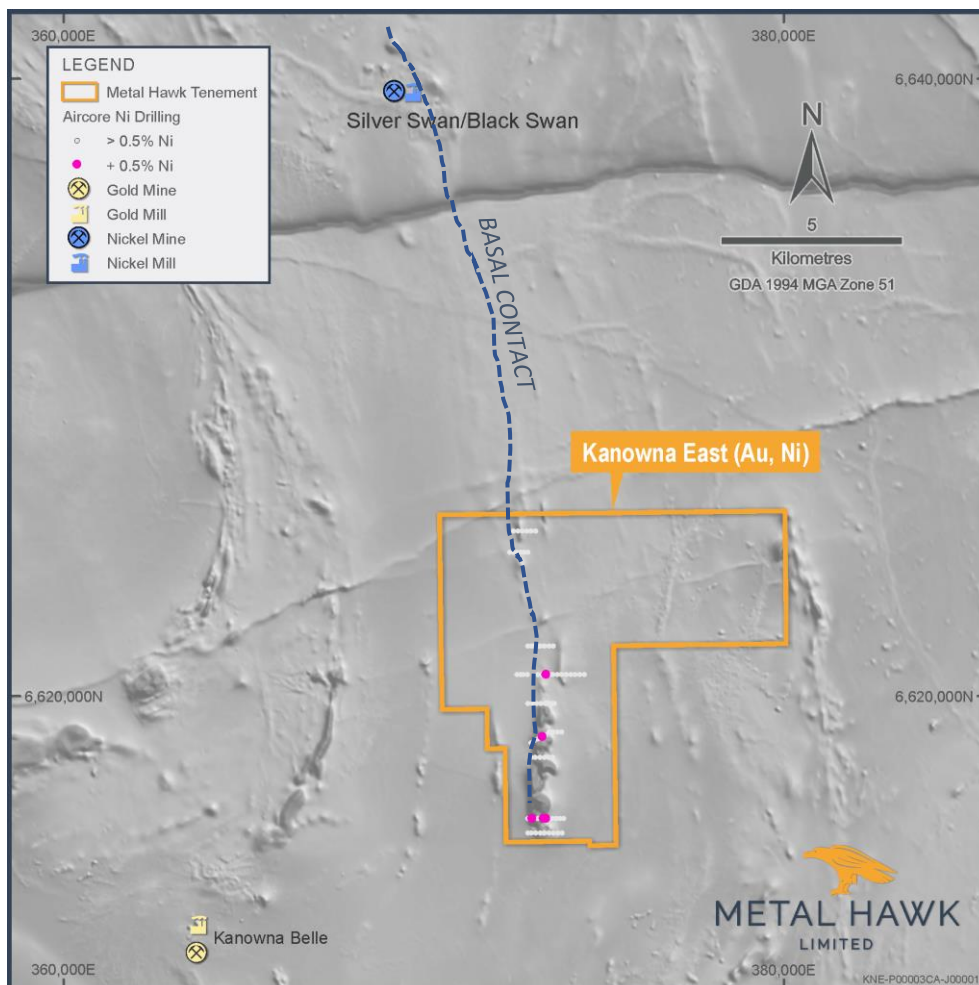 360,000E
380,000E
LEGEND
Metal Hawk Tenement
Aircore Ni Drilling
> 0.5% Ni
+ 0.5% Ni
Gold Mine
Gold Mill
Nickel Mine
Nickel Mill
6,640,000N
Silver Swan/Black Swan
N
5
Kilometres
GDA 1994 MGA Zone 51
BASAL CONTACT
Kanowna East (Au, Ni)
6,620,000N
6,620,000N
Kanowna Belle
METAL HAWK
LIMITED
360,000E
380,000E
KNE-P00003CA-J00001